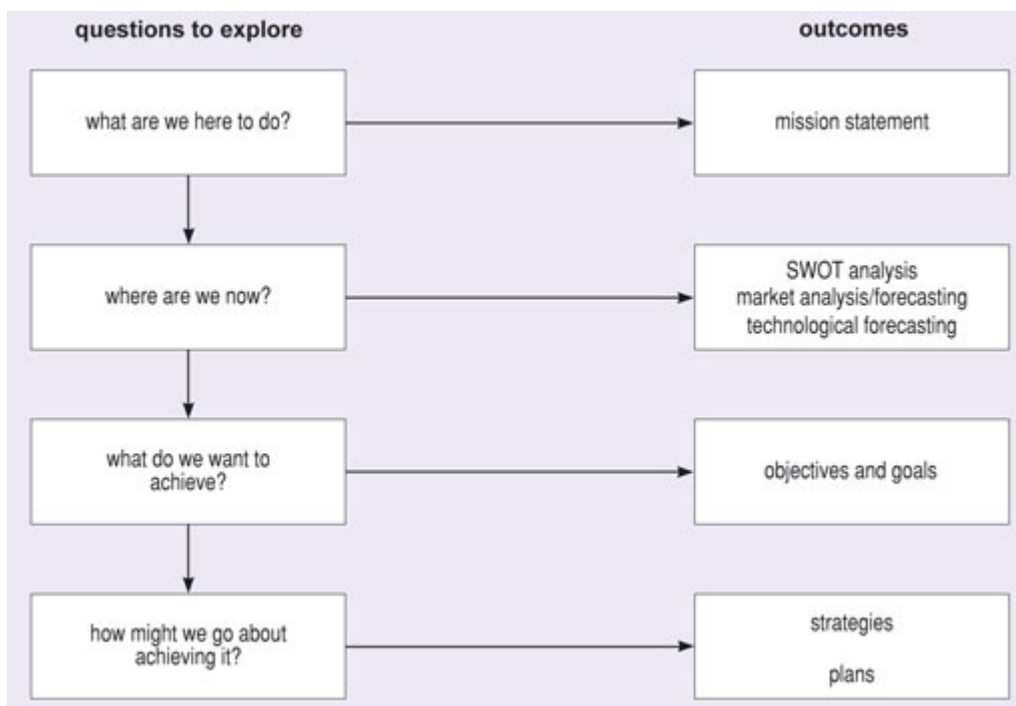 questions to explore
outcomes
what are we here to do?
mission statement
where are we now?
SWOT analysis
market analysis/forecasting
technological forecasting
what do we want to
achieve?
objectives and goals
how might we go about
achieving it?
strategies
plans